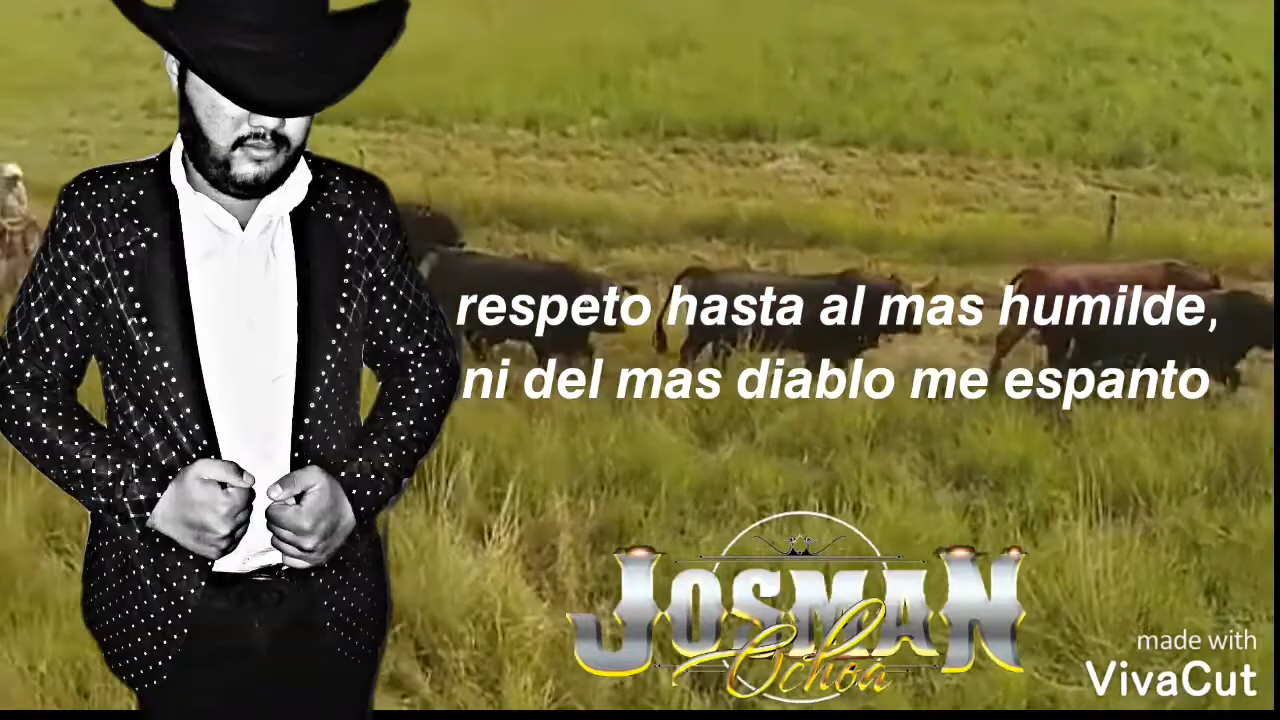 respeto hasta al mas humilde,
ni del mas diablo me espanto
JOSMAN
Ochoa
made with
VivaCut